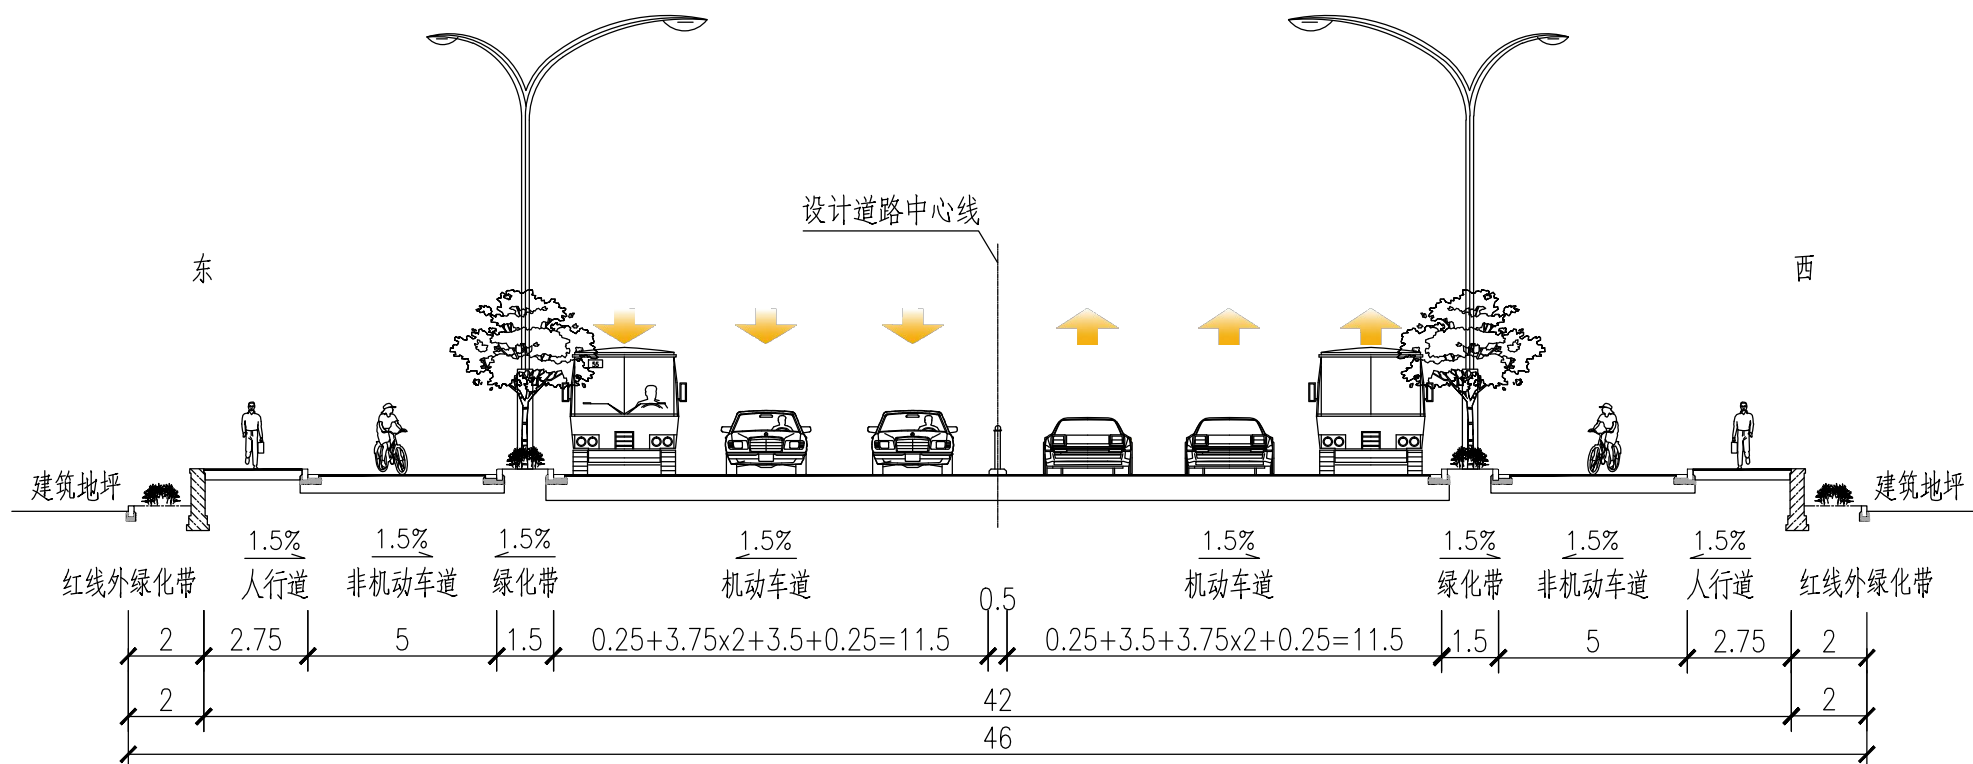 设计道路中心线
东
西
建筑地坪
建筑地坪
1.5% 1.5% 1.5% 1.5% 1.5% 1.5% 1.5% 1.5%
红线外绿化带 人行道 非机动车道 绿化带 机动车道 机动车道 绿化带 非机动车道 人行道 红线外绿化带
0.5
2 2.75 5 1.5 0.25+3.75x2+3.5+0.25=11.5 0.25+3.5+3.75x2+0.25=11.5 1.5 5 2.75 2
2 42 2
46